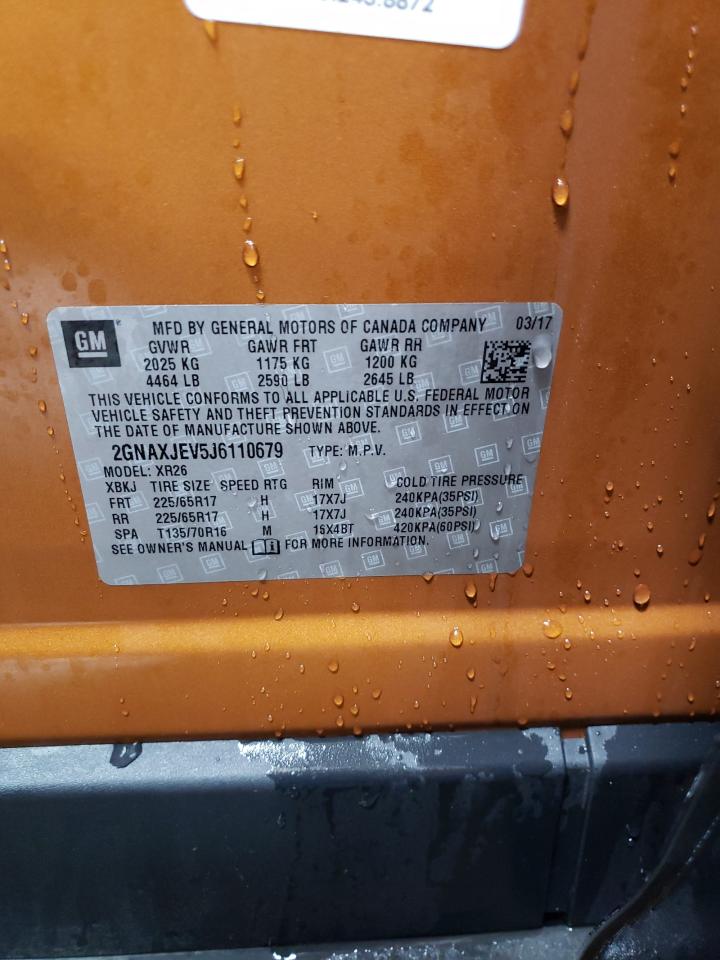 GM
MFD BY GENERAL MOTORS OF CANADA COMPANY 03/17
GVWR GAWR FRT GAWR RR
2025 KG 1175 KG 1200 KG
4464 LB 2590 LB 2645 LB
THIS VEHICLE CONFORMS TO ALL APPLICABLE U.S. FEDERAL MOTOR
VEHICLE SAFETY AND THEFT PREVENTION STANDARDS IN EFFECT ON
THE DATE OF MANUFACTURE SHOWN ABOVE.
2GNAXJEV5J6110679 TYPE: M.P.V.
MODEL: XR26
XBKJ TIRE SIZE SPEED RTG RIM COLD TIRE PRESSURE
FRT 225/65R17 H 17X7J 240KPA(35PSI)
RR 225/65R17 H 17X7J 240KPA(35PSI)
SPA T135/70R16 M 16X4BT 420KPA(60PSI)
SEE OWNER'S MANUAL FOR MORE INFORMATION.